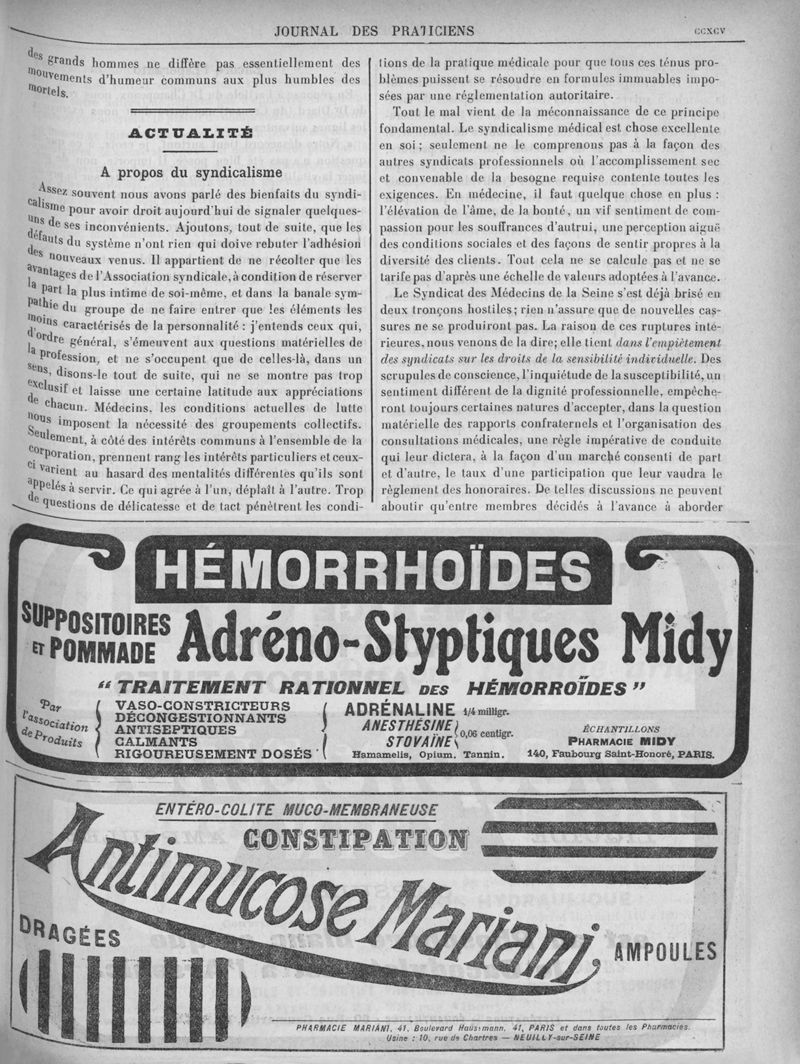 JOURNAL DES PRATICIENS
CCXCV
des grands hommes ne diffère pas essentiellement des
mouvements d'humeur communs aux plus humbles des
mortels.
ACTUALITÉ
A propos du syndicalisme
Assez souvent nous avons parlé des bienfaits du syndi-
calisme pour avoir droit aujourd'hui de signaler quelques-
uns de ses inconvénients. Ajoutons, tout de suite, que les
défauts du système n'ont rien qui doive rebuter l'adhésion
des nouveaux venus. Il appartient de ne récolter que les
avantages de l'Association syndicale, à condition de réserver
la part la plus intime de soi-même, et dans la banale sym-
pathie du groupe de ne faire entrer que les éléments les
moins caractérisés de la personnalité : j'entends ceux qui,
d'ordre général, s'émeuvent aux questions matérielles de
la profession, et ne s'occupent que de celles-là, dans un
sens, disons-le tout de suite, qui ne se montre pas trop
exclusif et laisse une certaine latitude aux appréciations
de chacun. Médecins, les conditions actuelles de lutte
nous imposent la nécessité des groupements collectifs.
Seulement, à côté des intérêts communs à l'ensemble de la
corporation, prennent rang les intérêts particuliers et ceux-
ci varient au hasard des mentalités différentes qu'ils sont
appelés à servir. Ce qui agrée à l'un, déplaît à l'autre. Trop
de questions de délicatesse et de tact pénètrent les condi-
tions de la pratique médicale pour que tous ces ténus pro-
blèmes puissent se résoudre en formules immuables impo-
sées par une réglementation autoritaire.
Tout le mal vient de la méconnaissance de ce principe
fondamental. Le syndicalisme médical est chose excellente
en soi ; seulement ne le comprenons pas à la façon des
autres syndicats professionnels où l'accomplissement sec
et convenable de la besogne requise contente toutes les
exigences. En médecine, il faut quelque chose en plus :
l'élévation de l'âme, de la bonté, un vif sentiment de com-
passion pour les souffrances d'autrui, une perception aiguë
des conditions sociales et des façons de sentir propres à la
diversité des clients. Tout cela ne se calcule pas et ne se
tarife pas d'après une échelle de valeurs adoptées à l'avance.
Le Syndicat des Médecins de la Seine s'est déjà brisé en
deux tronçons hostiles ; rien n'assure que de nouvelles cas-
sures ne se produiront pas. La raison de ces ruptures inté-
rieures, nous venons de la dire; elle tient dans l'empiètement
des syndicats sur les droits de la sensibilité individuelle. Des
scrupules de conscience, l'inquiétude de la susceptibilité, un
sentiment différent de la dignité professionnelle, empêche-
ront toujours certaines natures d'accepter, dans la question
matérielle des rapports confraternels et l'organisation des
consultations médicales, une règle impérative de conduite
qui leur dictera, à la façon d'un marché consenti de part
et d'autre, le taux d'une participation que leur vaudra le
règlement des honoraires. De telles discussions ne peuvent
aboutir qu'entre membres décidés à l'avance à aborder
HÉMORRHOÏDES
SUPPOSITOIRES
ET POMMADE
Adréno-Styptiques Midy
" TRAITEMENT RATIONNEL DES HÉMORROÏDES "
Par
l'association
de Produits
VASO-CONSTRICTEURS
DÉCONGESTIONNANTS
ANTISEPTIQUES
CALMANTS
RIGOUREUSEMENT DOSÉS
ADRÉNALINE 1/4 milligr.
ANESTHÉSINE
STOVAÏNE
0,06 centigr.
Hamamelis, Opium, Tannin.
ÉCHANTILLONS
PHARMACIE MIDY
140, Faubourg Saint-Honoré, PARIS.
ENTÉRO-COLITE MUCO-MEMBRANEUSE
CONSTIPATION
Antimucose Mariani,
DRAGÉES
AMPOULES
PHARMACIE MARIANI, 41, Boulevard Haussmann, 41, PARIS et dans toutes les Pharmacies.
Usine : 10, rue de Chartres — NEUILLY-sur-SEINE